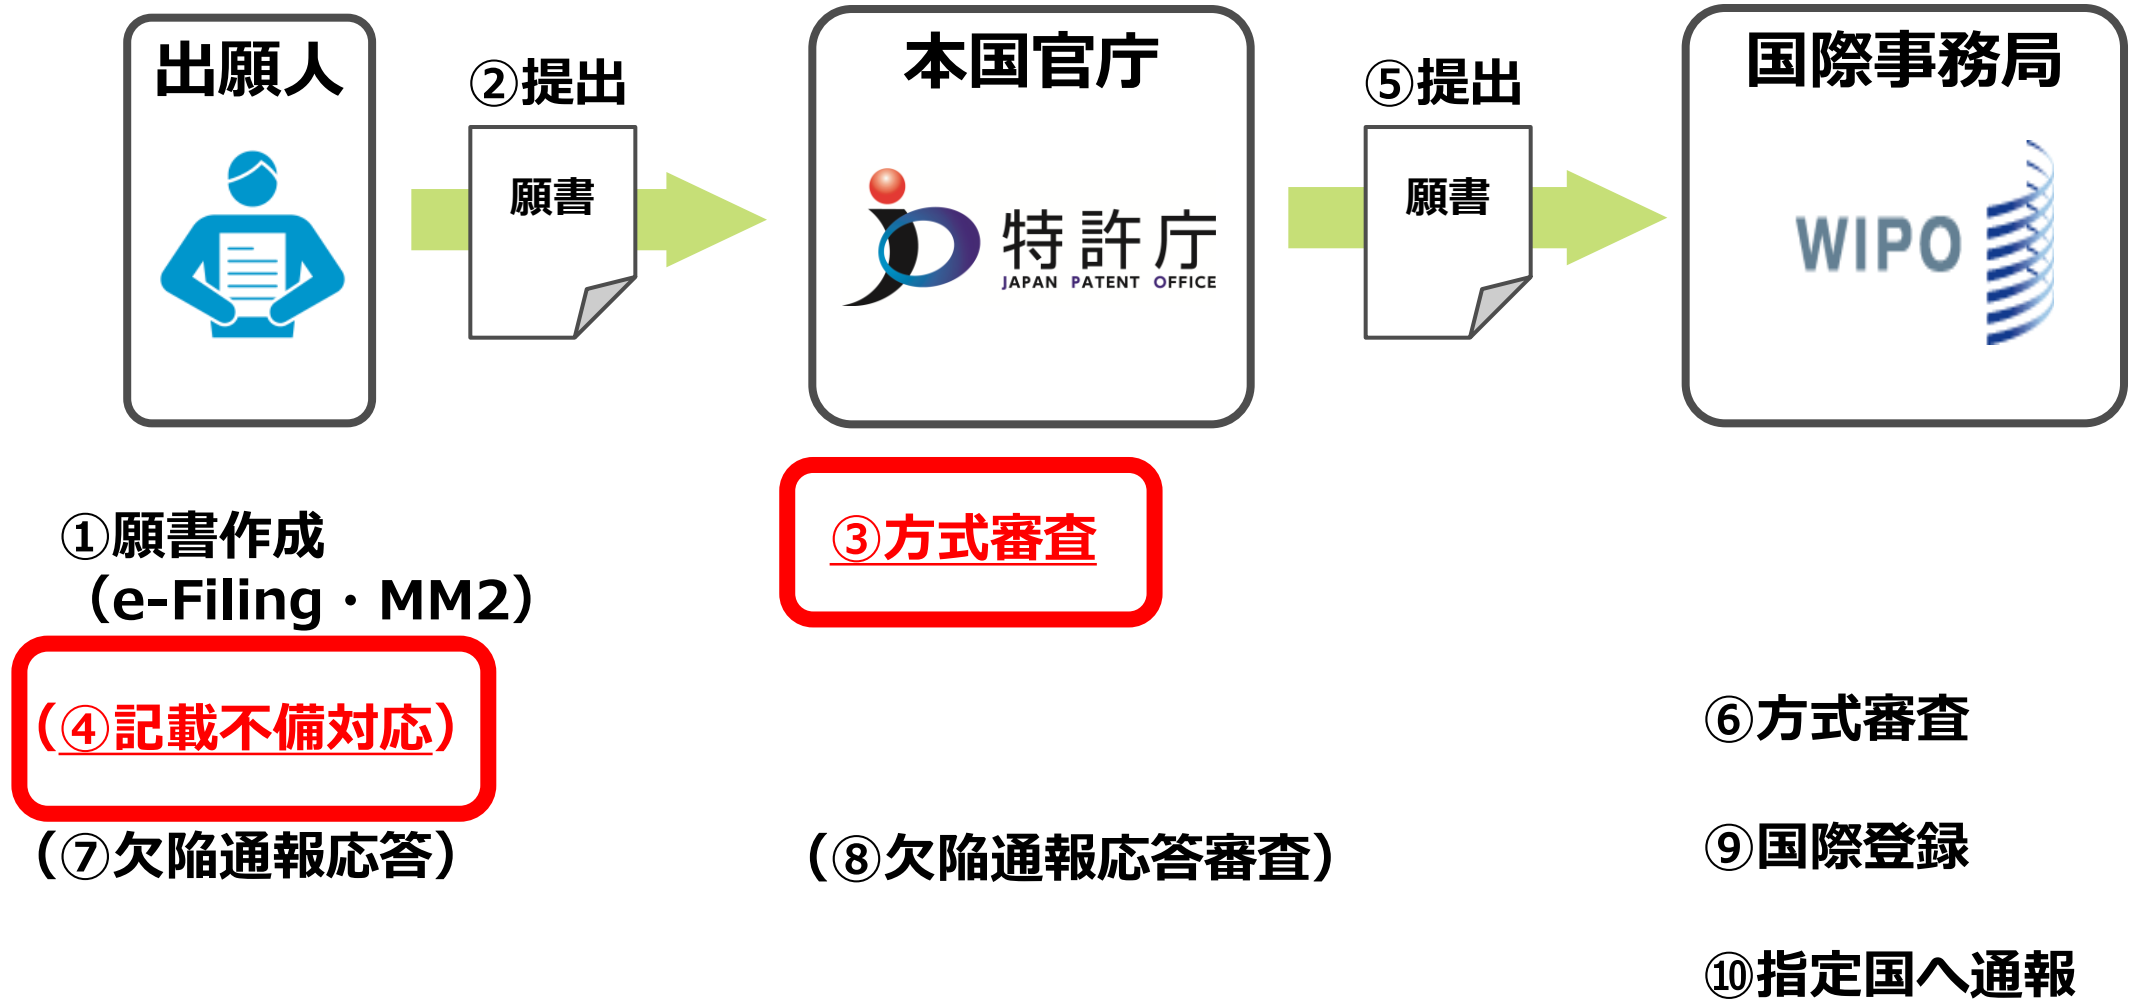 出願人
②提出
願書
本国官庁
特許庁
JAPAN PATENT OFFICE
⑤提出
願書
国際事務局
WIPO
①願書作成
（e-Filing・MM2）
③方式審査
（④記載不備対応）
⑥方式審査
（⑦欠陥通報応答）
（⑧欠陥通報応答審査）
⑨国際登録
⑩指定国へ通報